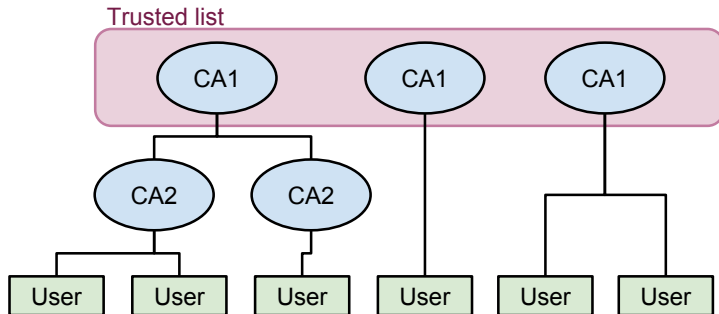 Trusted list
CA1 CA1 CA1
CA2 CA2
User User User User User User